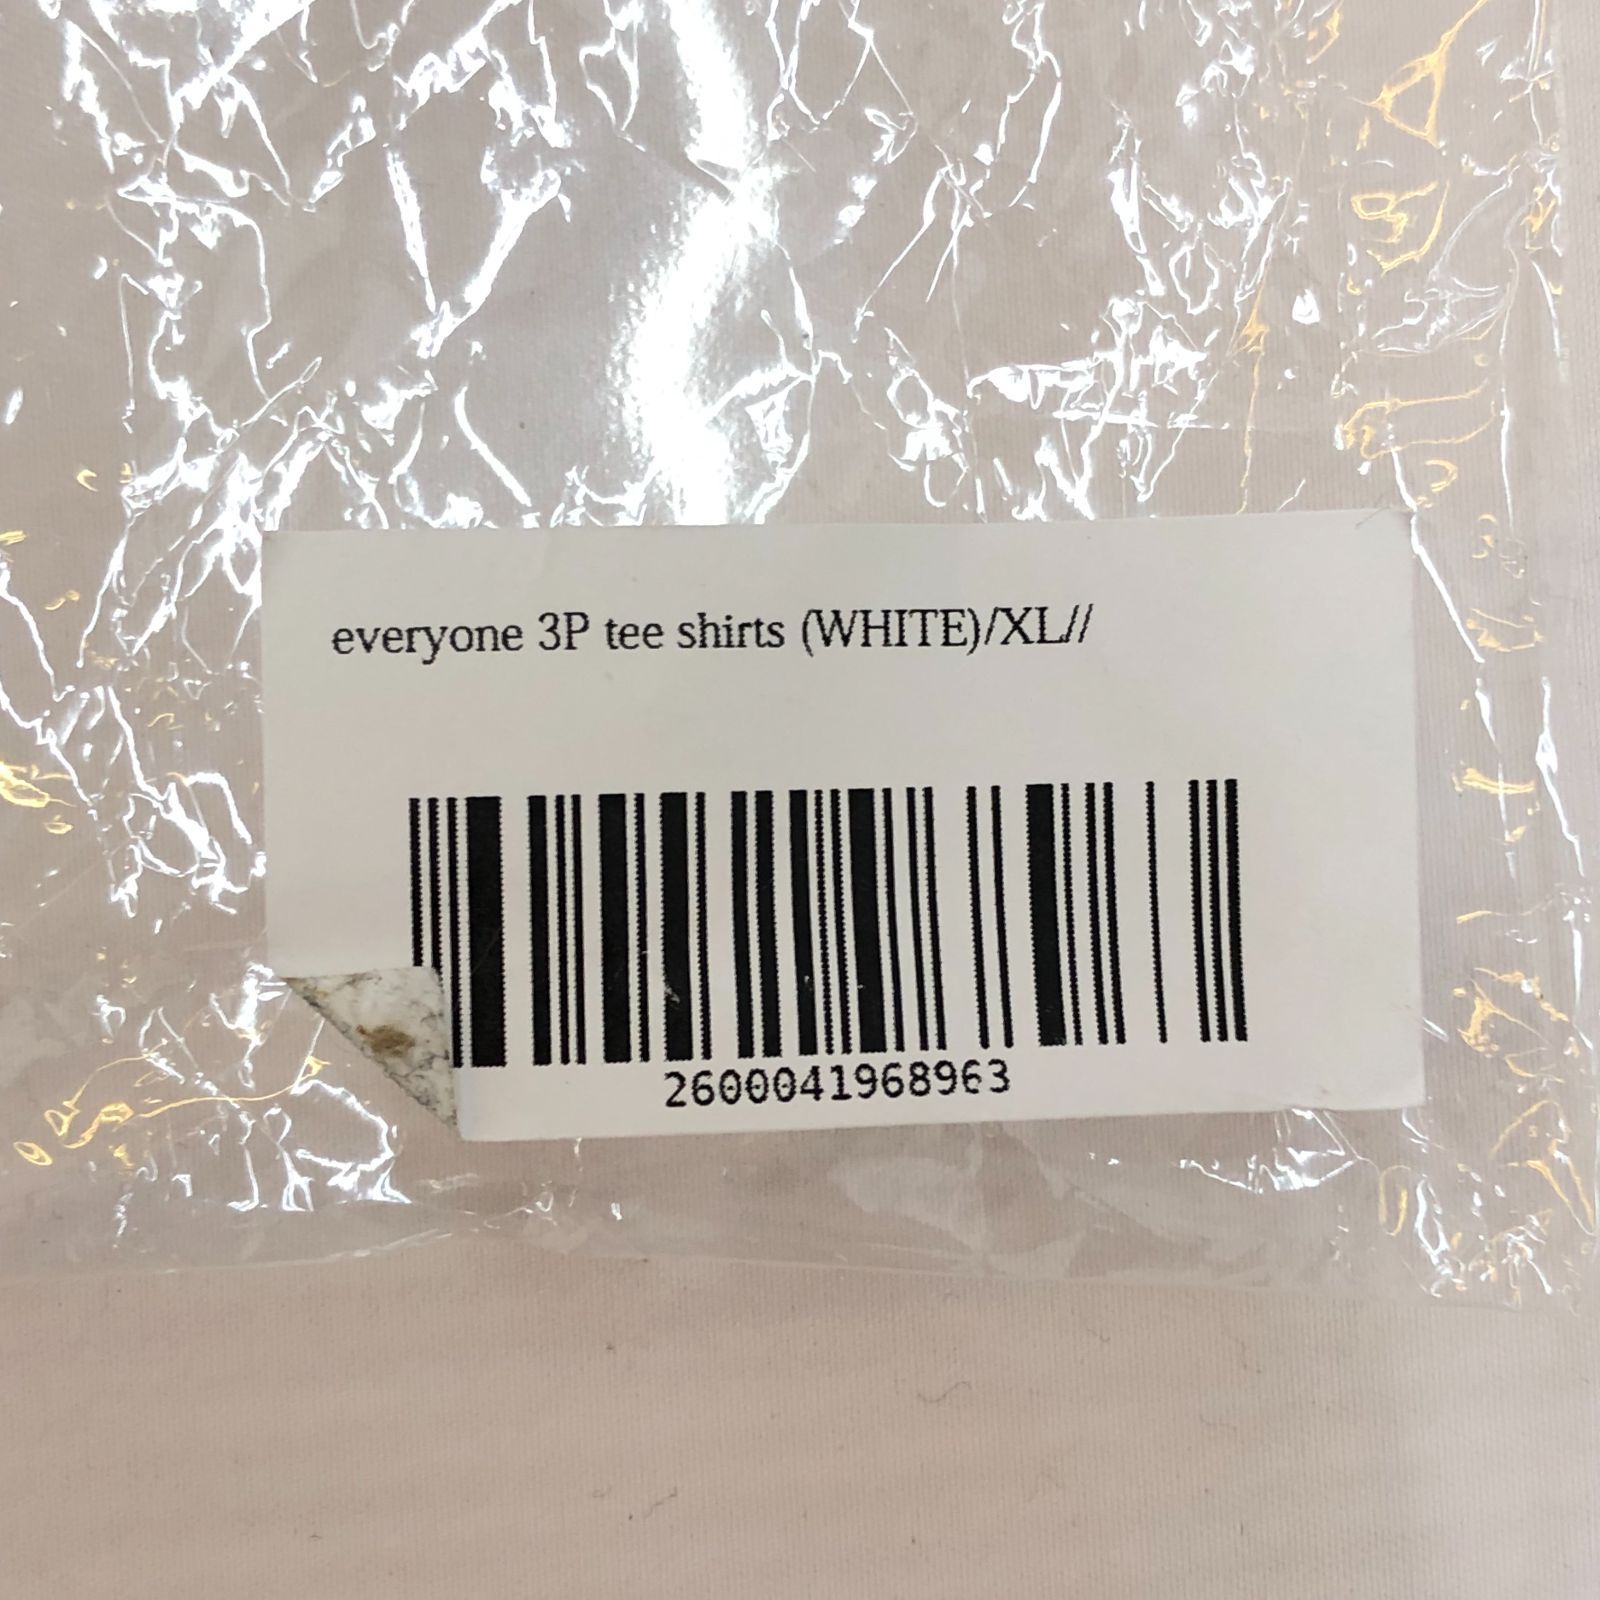 everyone 3P tee shirts (WHITE)/XL//
2600041968963